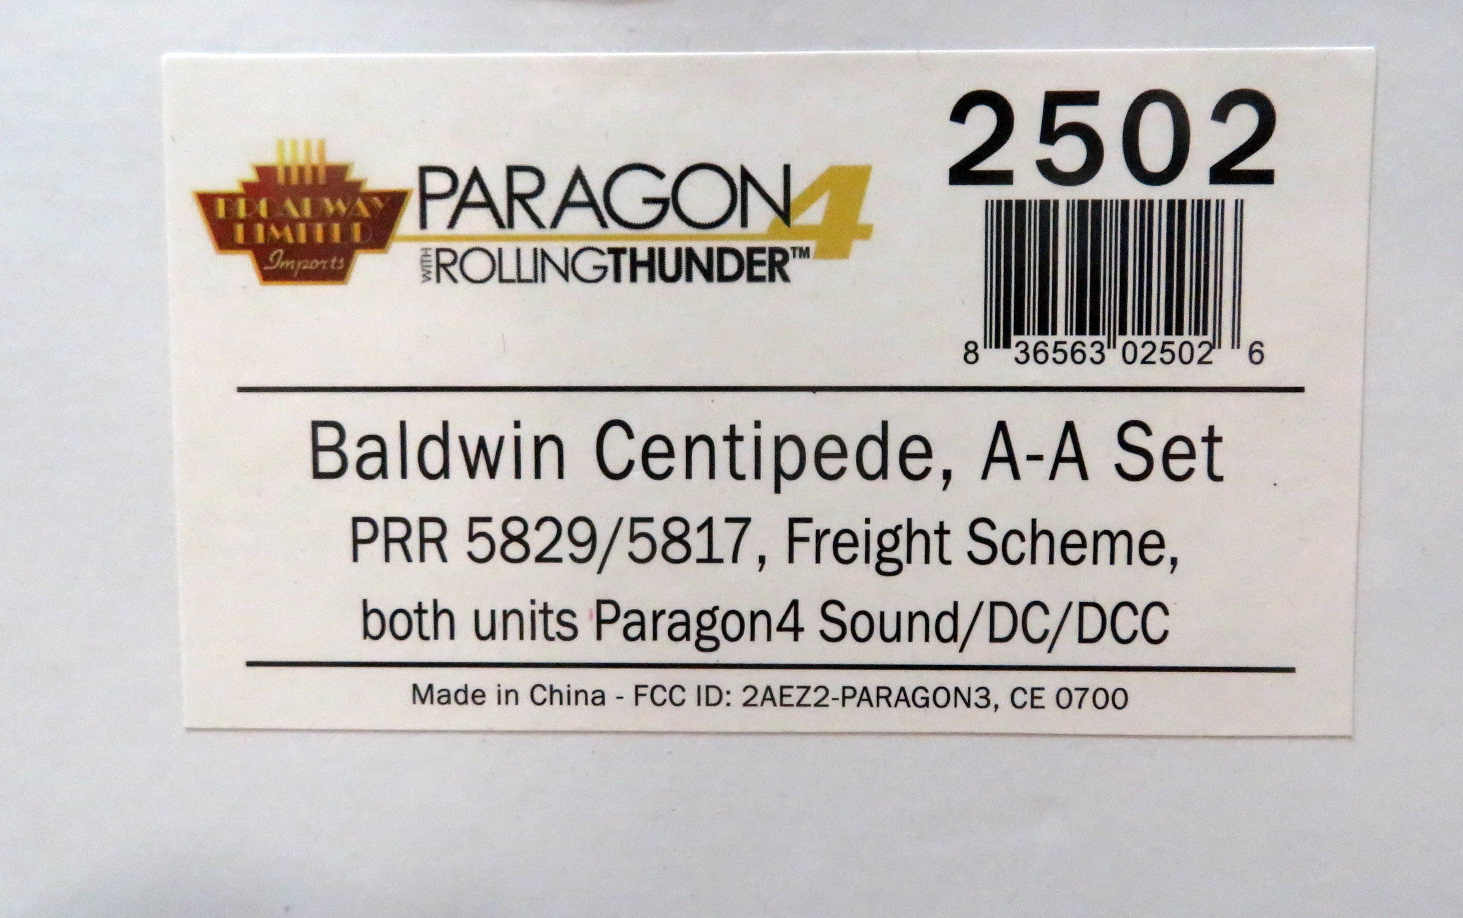 BROADWAY
LIMITED
Imports
PARAGON4
WITH ROLLINGTHUNDER™
2502
8 36563 02502 6
Baldwin Centipede, A-A Set
PRR 5829/5817, Freight Scheme,
both units Paragon4 Sound/DC/DCC
Made in China - FCC ID: 2AEZ2-PARAGON3, CE 0700